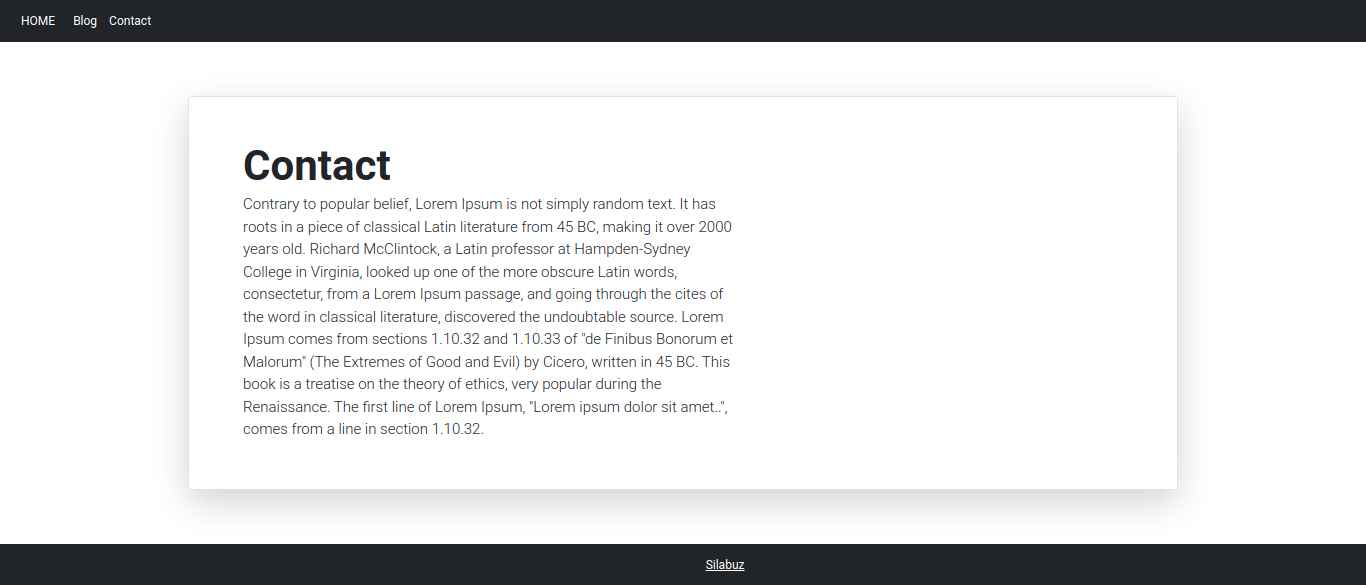 HOME Blog Contact
Contact
Contrary to popular belief, Lorem Ipsum is not simply random text. It has
roots in a piece of classical Latin literature from 45 BC, making it over 2000
years old. Richard McClintock, a Latin professor at Hampden-Sydney
College in Virginia, looked up one of the more obscure Latin words,
consectetur, from a Lorem Ipsum passage, and going through the cites of
the word in classical literature, discovered the undoubtable source. Lorem
Ipsum comes from sections 1.10.32 and 1.10.33 of "de Finibus Bonorum et
Malorum" (The Extremes of Good and Evil) by Cicero, written in 45 BC. This
book is a treatise on the theory of ethics, very popular during the
Renaissance. The first line of Lorem Ipsum, "Lorem ipsum dolor sit amet..",
comes from a line in section 1.10.32.
Silabuz